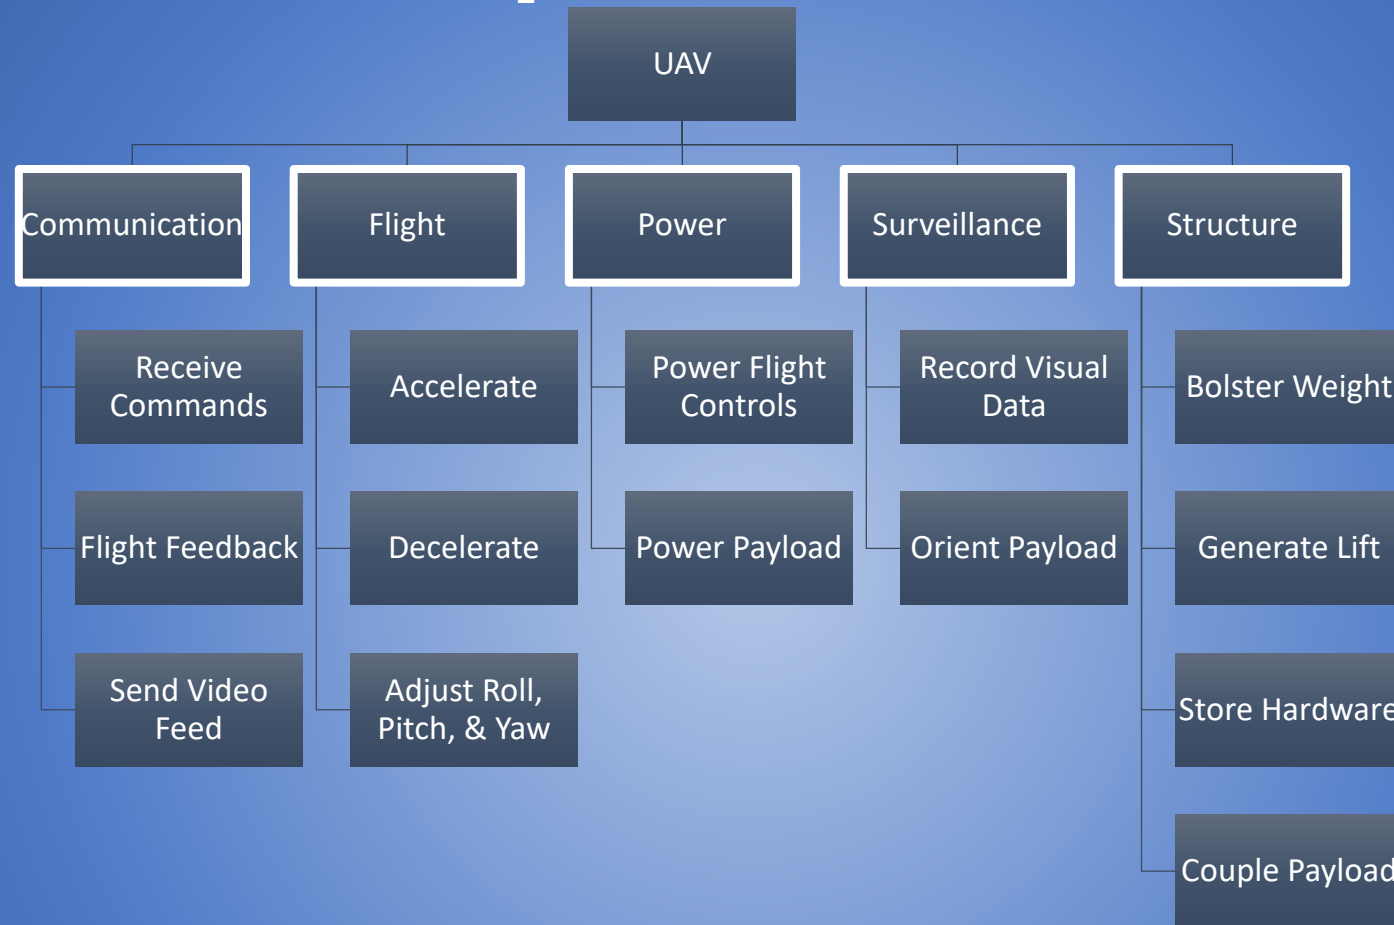 UAV
Communication
Flight
Power
Surveillance
Structure
Receive
Commands
Flight Feedback
Send Video
Feed
Accelerate
Decelerate
Adjust Roll,
Pitch, & Yaw
Power Flight
Controls
Power Payload
Record Visual
Data
Orient Payload
Bolster Weight
Generate Lift
Store Hardware
Couple Payload